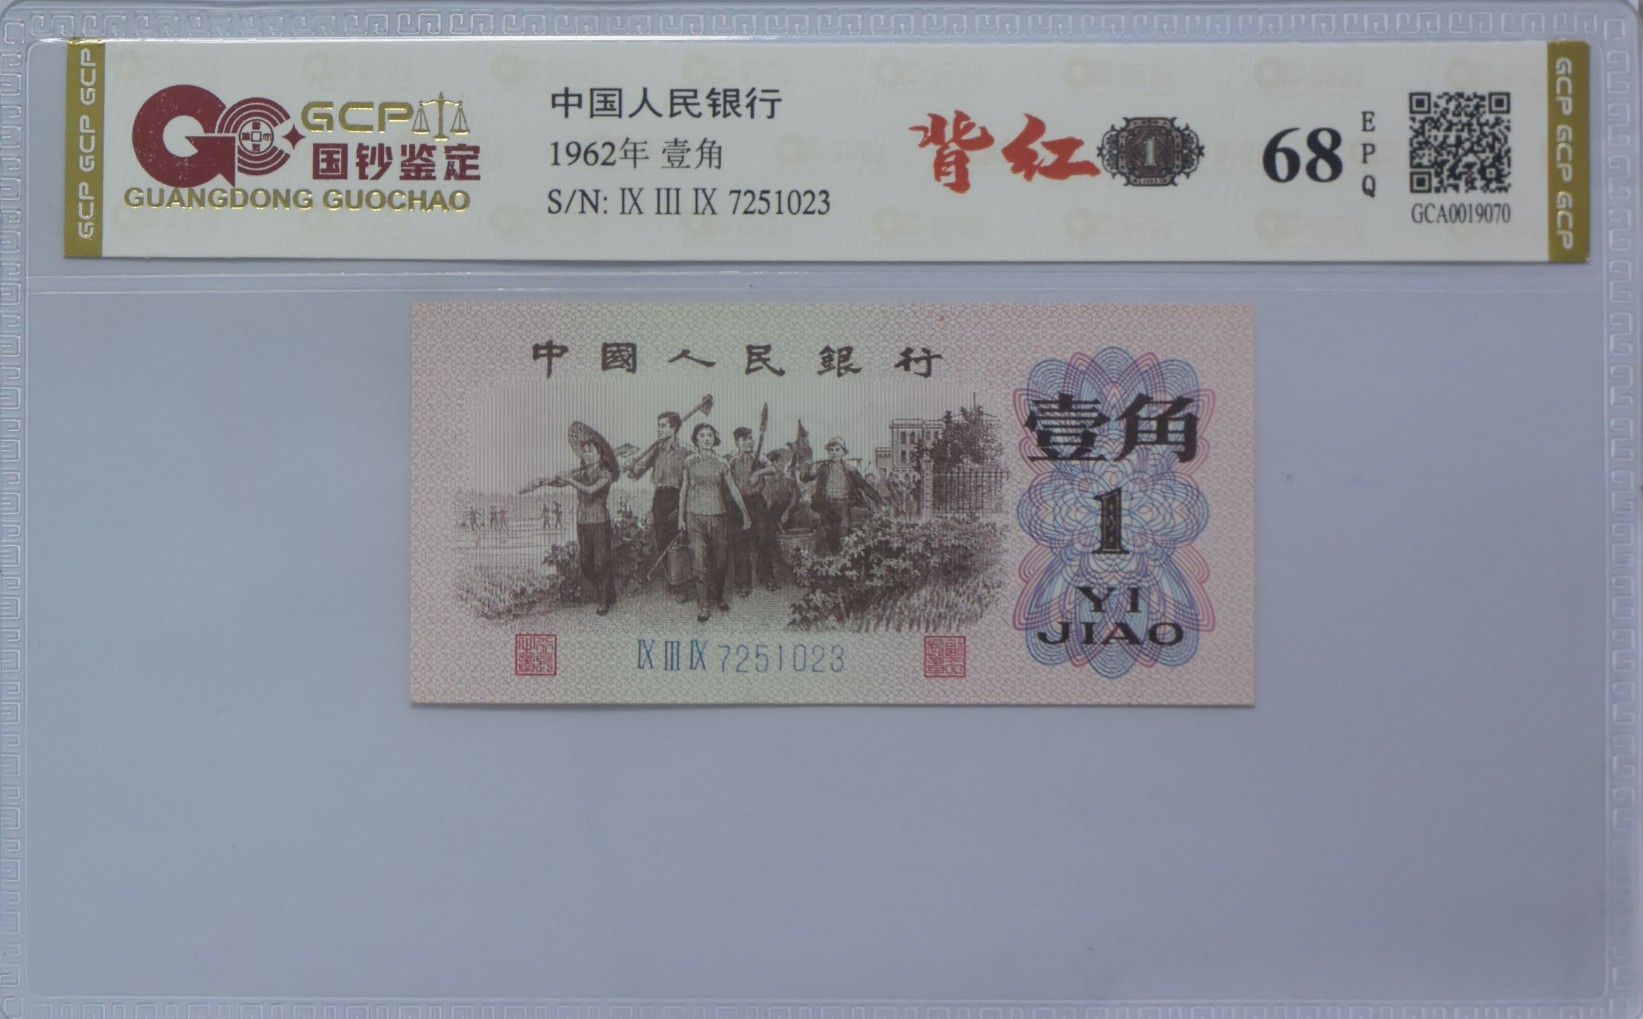 GCP GCP GCP
GCP
国钞鉴定
GUANGDONG GUOCHAO
中国人民银行
1962年 壹角
S/N: IX III IX 7251023
背红
1
68
EPQ
GCA0019070
GCP GCP GCP
中國人民銀行
壹角
1
YI
JIAO
IX III IX 7251023